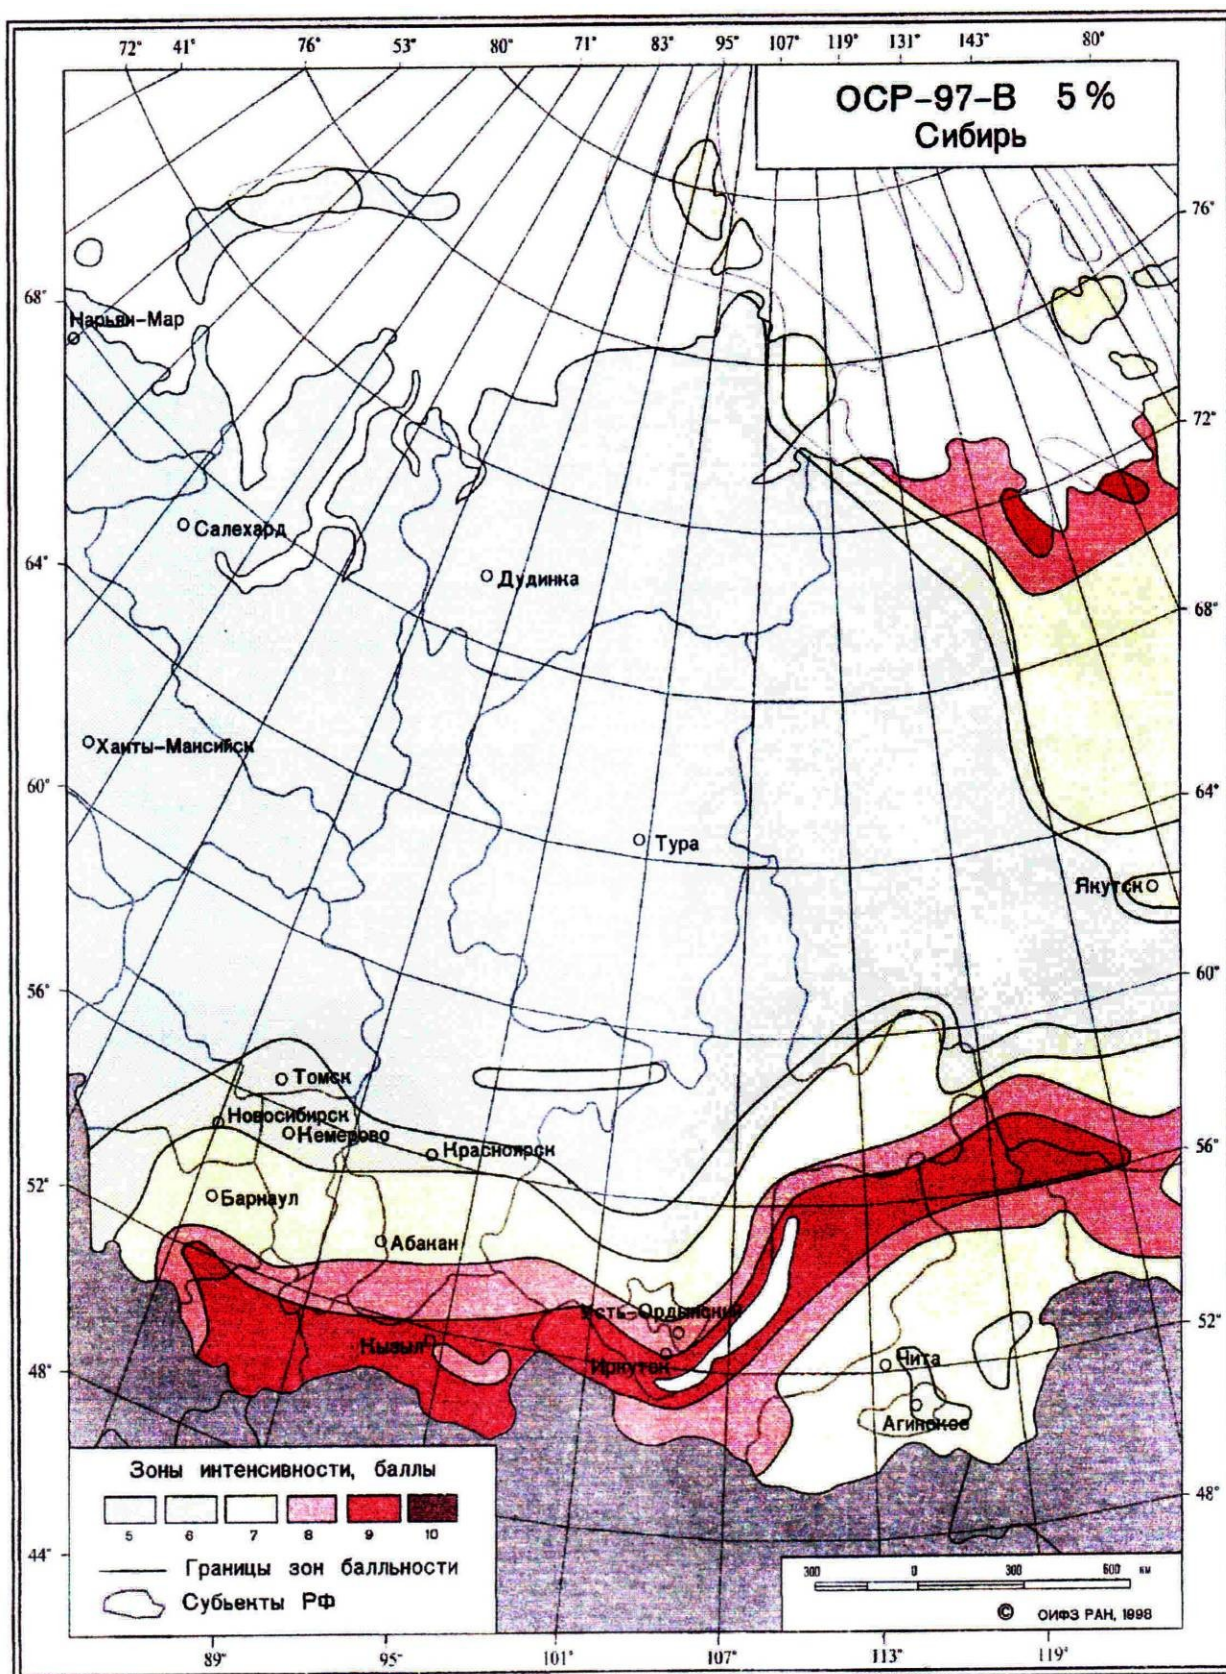 72° 41° 76° 53° 80° 71° 83° 95° 107° 119° 131° 143° 80°
ОСР-97-В 5 %
Сибирь
76°
68°
Нарьян-Мар
72°
Салехард
64°
Дудинка
68°
Ханты-Мансийск
60°
64°
Тура
Якутск
60°
56°
Томск
Новосибирск
Кемерово
Красноярск
56°
52°
Барнаул
Абакан
Усть-Ордынский
52°
Кызыл
Иркутск
Чита
48°
Агинское
Зоны интенсивности, баллы
5 6 7 8 9 10
48°
Границы зон балльности
44°
Субъекты РФ
300 0 300 600 км
© ОИФЗ РАН, 1998
89° 95° 101° 107° 113° 119°